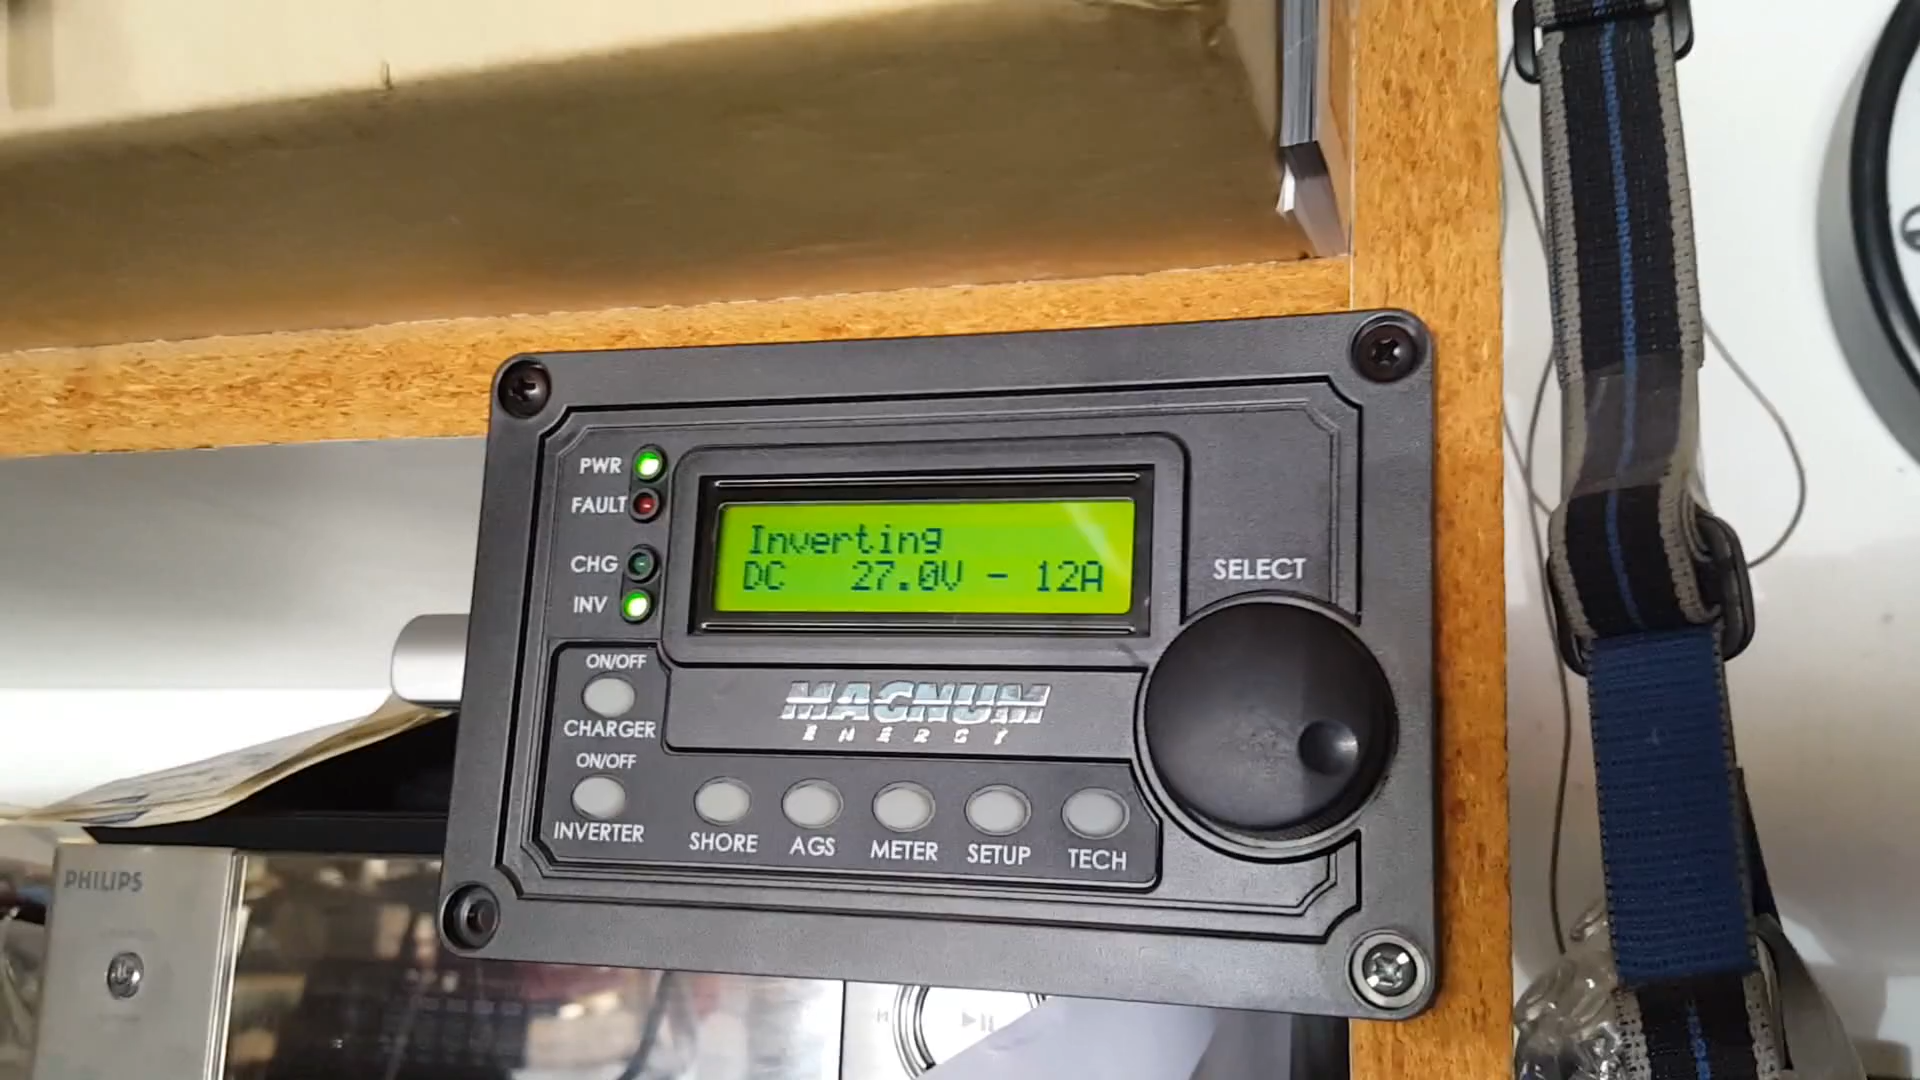 PWR
FAULT
Inverting
DC 27.0V - 12A
CHG
INV
SELECT
ON/OFF
CHARGER
MAGNUM
ENERGY
ON/OFF
INVERTER
SHORE
AGS
METER
SETUP
TECH
PHILIPS